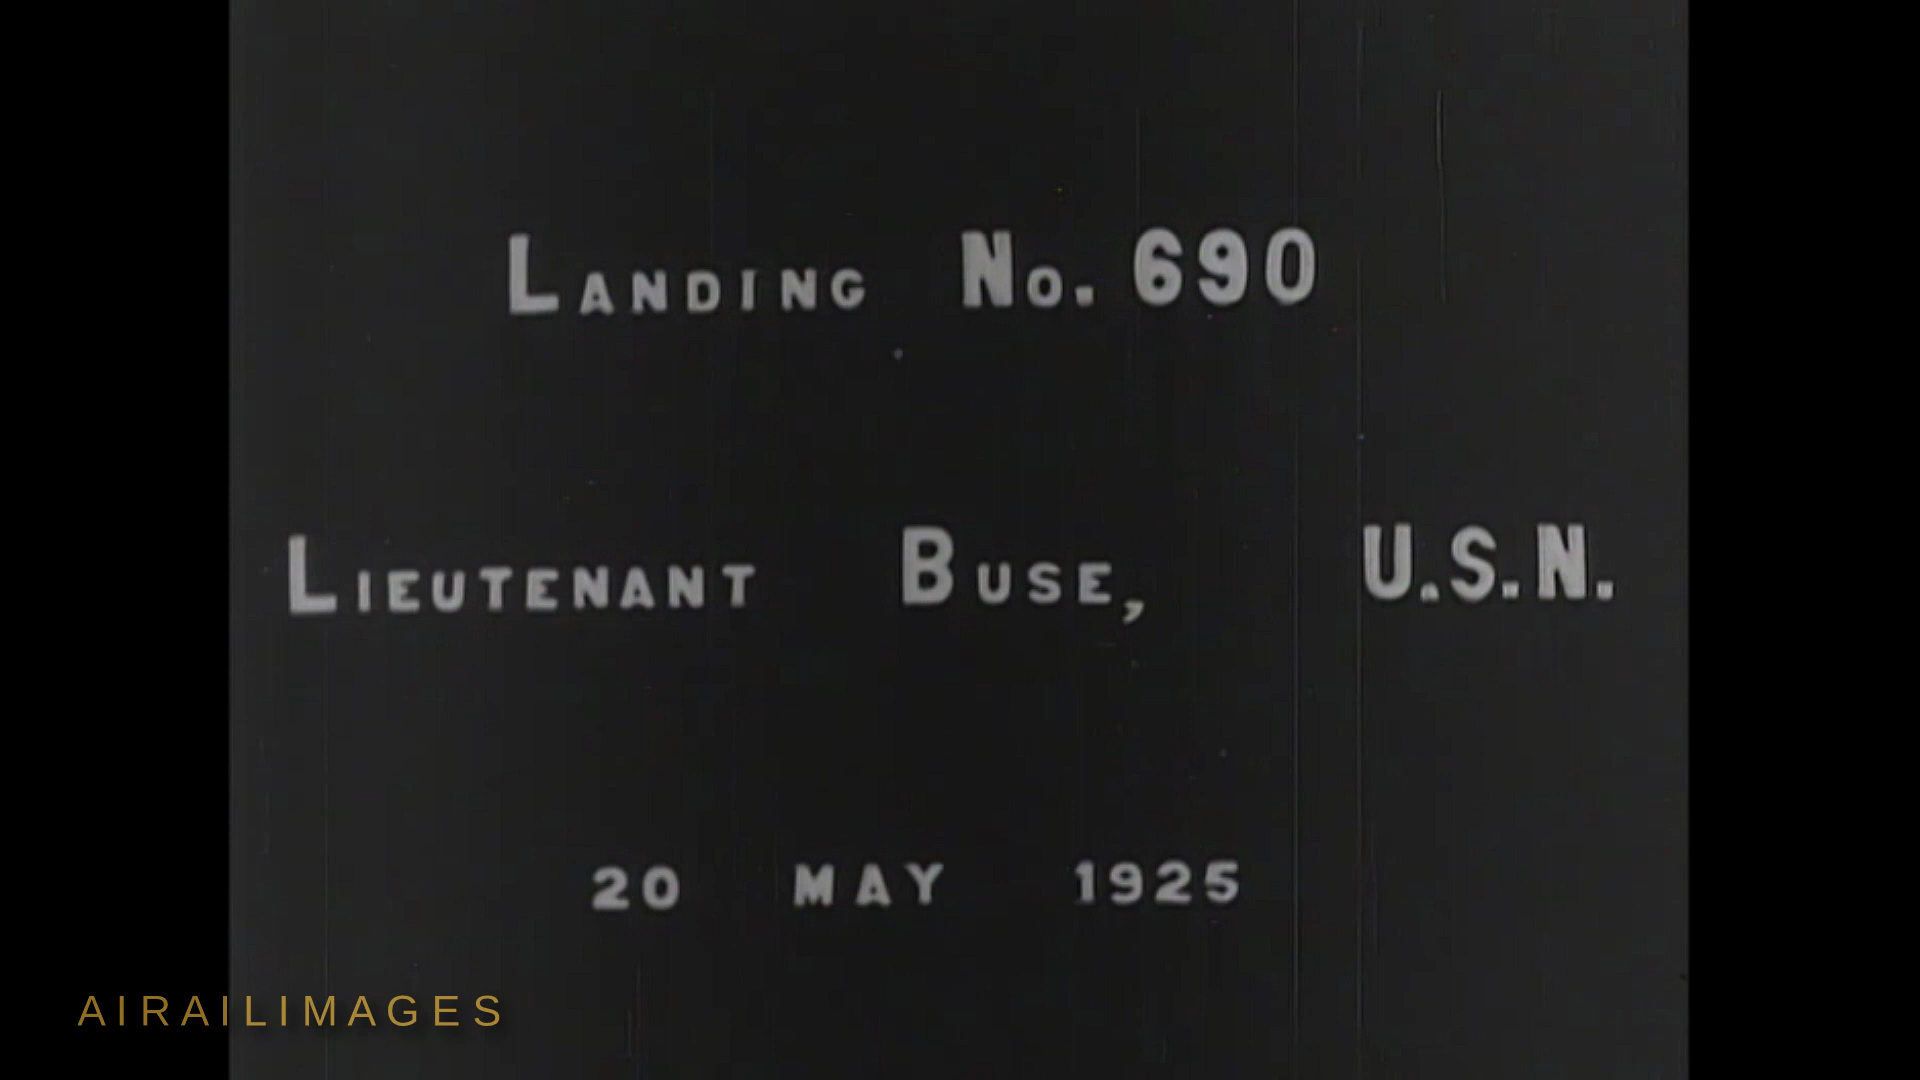 Landing No. 690
Lieutenant Buse, U.S.N.
20 MAY 1925
AIRAILIMAGES